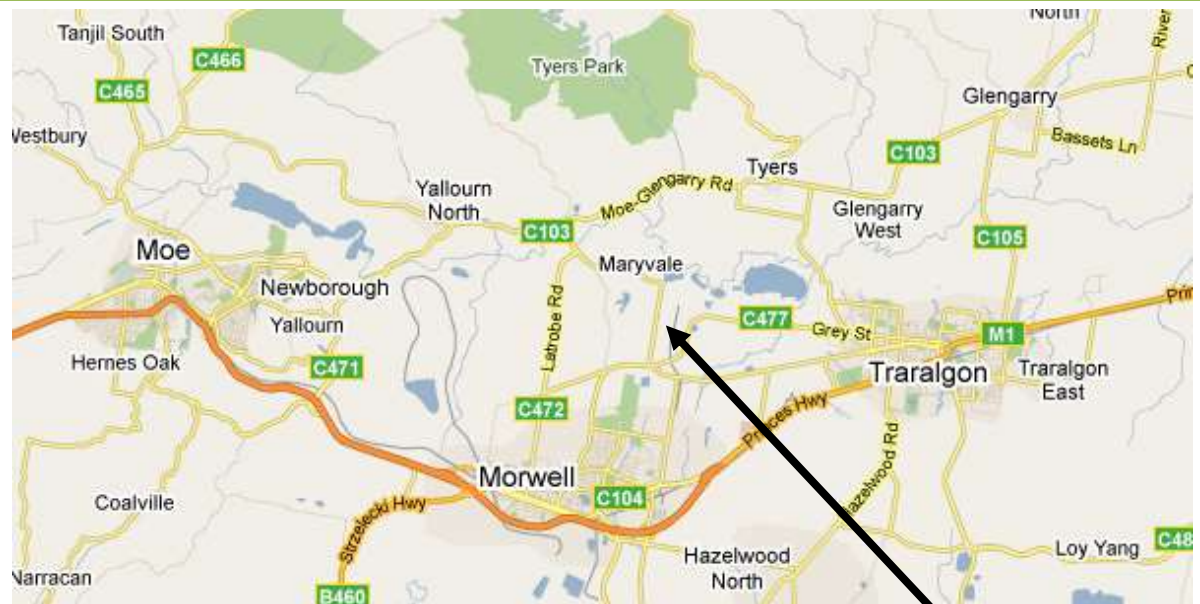 Tanjil South
C466
C465
Tyers Park
North
River
Glengarry
Bassets Ln
C103
Westbury
Tyers
Moe-Glengarry Rd
Yallourn
North
C103
Glengarry
West
C105
Moe
Maryvale
Newborough
Yallourn
Latrobe Rd
C477
Grey St
M1
Hernes Oak
C471
Traralgon
Traralgon
East
C472
Princes Hwy
Morwell
C104
Hazelwood Rd
Coalville
Strzelecki Hwy
Hazelwood
North
Loy Yang
Narracan
B460